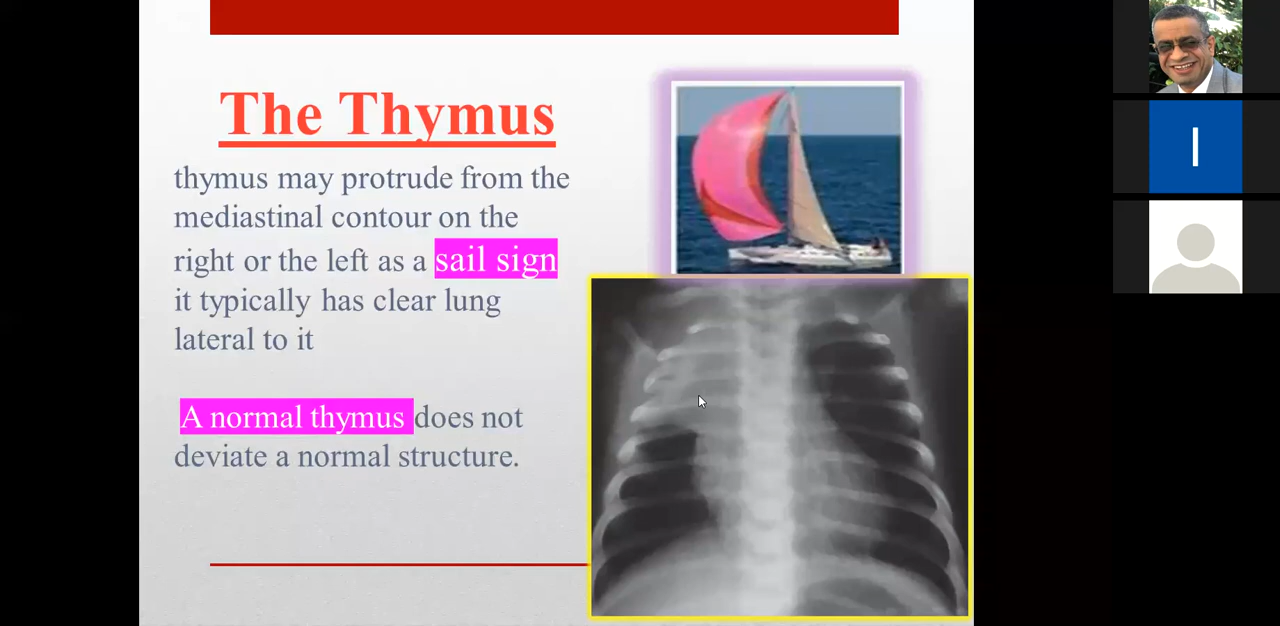 The Thymus
thymus may protrude from the
mediastinal contour on the
right or the left as a sail sign
it typically has clear lung
lateral to it
A normal thymus does not
deviate a normal structure.
I